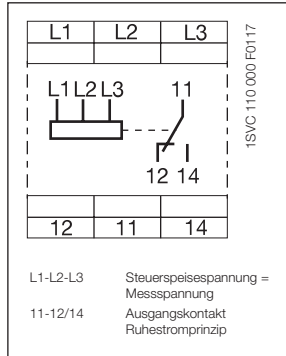 L1 L2 L3
L1 L2 L3 11
12 14
12 11 14
1SVC 110 000 F0117
L1-L2-L3 Steuerspeisespannung =
Messspannung
11-12/14 Ausgangskontakt
Ruhestromprinzip